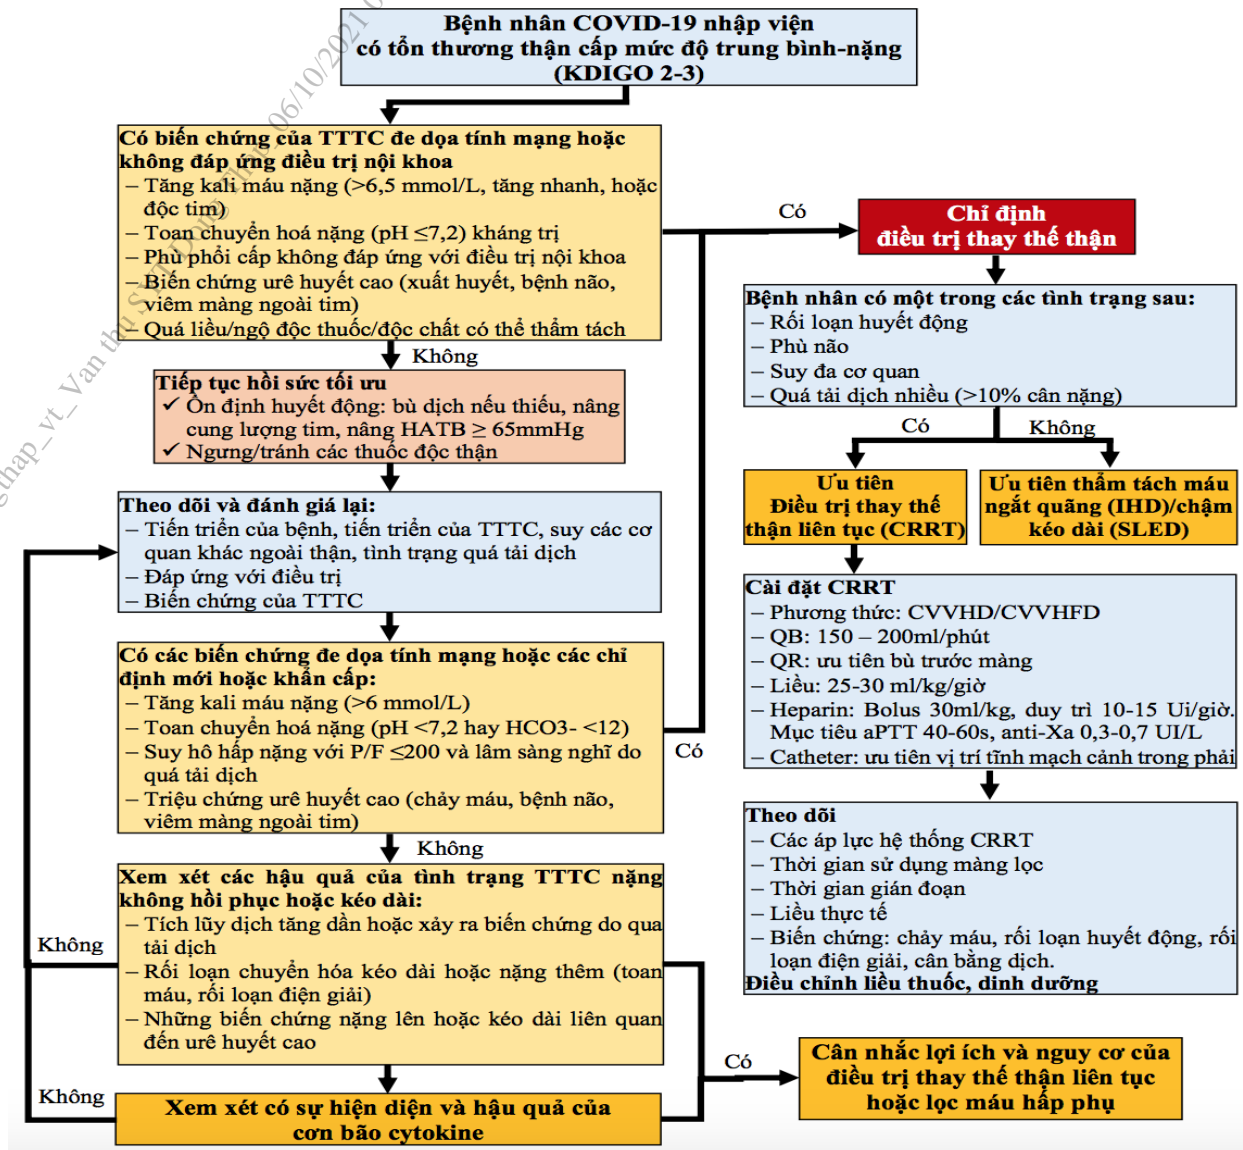 Bệnh nhân COVID-19 nhập viện
có tổn thương thận cấp mức độ trung bình-nặng
(KDIGO 2-3)
Có biến chứng của TTTC đe dọa tính mạng hoặc
không đáp ứng điều trị nội khoa
– Tăng kali máu nặng (>6,5 mmol/L, tăng nhanh, hoặc
độc tim)
– Toan chuyển hoá nặng (pH ≤7,2) kháng trị
– Phù phổi cấp không đáp ứng với điều trị nội khoa
– Biến chứng urê huyết cao (xuất huyết, bệnh não,
viêm màng ngoài tim)
– Quá liều/ngộ độc thuốc/độc chất có thể thẩm tách
Không
Tiếp tục hồi sức tối ưu
✓ Ổn định huyết động: bù dịch nếu thiếu, nâng
cung lượng tim, nâng HATB ≥ 65mmHg
✓ Ngưng/tránh các thuốc độc thận
Theo dõi và đánh giá lại:
– Tiến triển của bệnh, tiến triển của TTTC, suy các cơ
quan khác ngoài thận, tình trạng quá tải dịch
– Đáp ứng với điều trị
– Biến chứng của TTTC
Có các biến chứng đe dọa tính mạng hoặc các chỉ
định mới hoặc khẩn cấp:
– Tăng kali máu nặng (>6 mmol/L)
– Toan chuyển hoá nặng (pH <7,2 hay HCO3- <12)
– Suy hô hấp nặng với P/F ≤200 và lâm sàng nghĩ do
quá tải dịch
– Triệu chứng urê huyết cao (chảy máu, bệnh não,
viêm màng ngoài tim)
Có
Không
Xem xét các hậu quả của tình trạng TTTC nặng
không hồi phục hoặc kéo dài:
– Tích lũy dịch tăng dần hoặc xảy ra biến chứng do qua
tải dịch
– Rối loạn chuyển hóa kéo dài hoặc nặng thêm (toan
máu, rối loạn điện giải)
– Những biến chứng nặng lên hoặc kéo dài liên quan
đến urê huyết cao
Không
Xem xét có sự hiện diện và hậu quả của
cơn bão cytokine
Không
Có
Cân nhắc lợi ích và nguy cơ của
điều trị thay thế thận liên tục
hoặc lọc máu hấp phụ
Có
Chỉ định
điều trị thay thế thận
Bệnh nhân có một trong các tình trạng sau:
– Rối loạn huyết động
– Phù não
– Suy đa cơ quan
– Quá tải dịch nhiều (>10% cân nặng)
Có
Không
Ưu tiên
Điều trị thay thế
thận liên tục (CRRT)
Ưu tiên thẩm tách máu
ngắt quãng (IHD)/chậm
kéo dài (SLED)
Cài đặt CRRT
– Phương thức: CVVHD/CVVHFD
– QB: 150 – 200ml/phút
– QR: ưu tiên bù trước màng
– Liều: 25-30 ml/kg/giờ
– Heparin: Bolus 30ml/kg, duy trì 10-15 Ui/giờ.
Mục tiêu aPTT 40-60s, anti-Xa 0,3-0,7 UI/L
– Catheter: ưu tiên vị trí tĩnh mạch cảnh trong phải
Theo dõi
– Các áp lực hệ thống CRRT
– Thời gian sử dụng màng lọc
– Thời gian gián đoạn
– Liều thực tế
– Biến chứng: chảy máu, rối loạn huyết động, rối
loạn điện giải, cân bằng dịch.
Điều chỉnh liều thuốc, dinh dưỡng
gthap_vt_Van thu SYT Dong Thap_06/10/2021 0